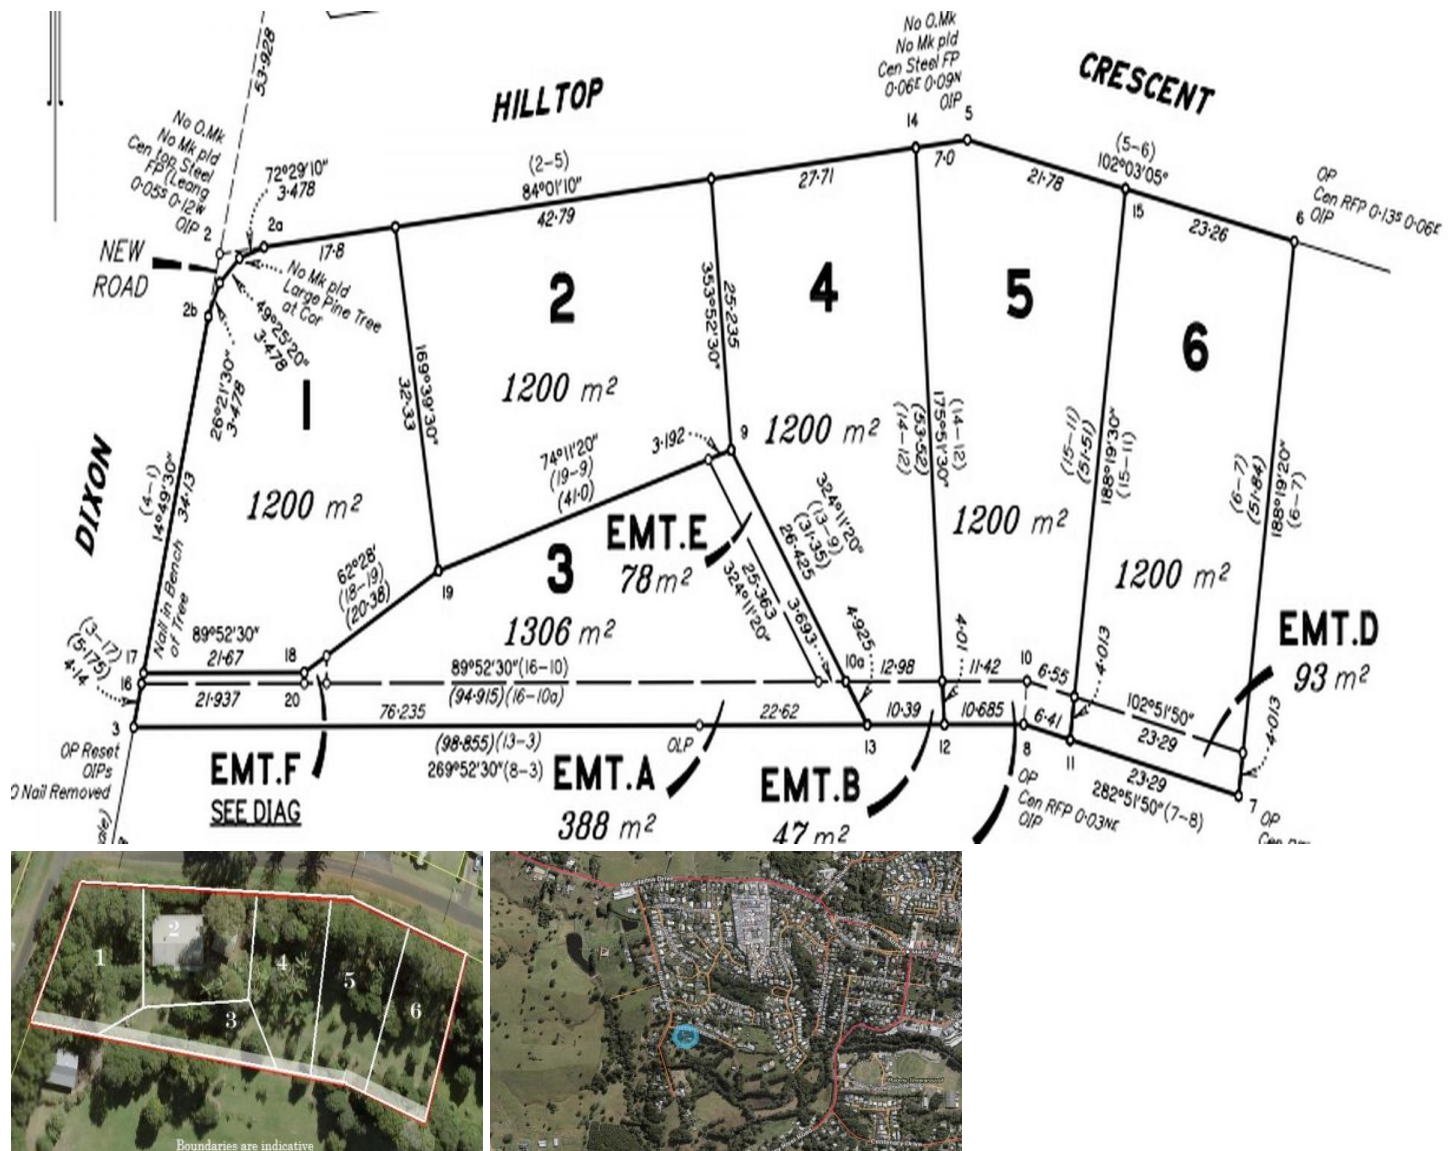 53·928
HILLTOP
CRESCENT
No O.Mk
No Mk pld
Cen Steel FP
0·06E 0·09N
OIP
14
5
7·0
(5-6)
102°03'05"
21·78
15
23·26
6
OP
Cen RFP 0·13S 0·06E
OIP
No O.Mk
No Mk pld
Cen top Steel
FP (Leang
0·05S 0·12W
OIP
2
72°29'10"
3·478
2a
17·8
(2-5)
84°01'10"
42·79
27·71
NEW
ROAD
2b
No Mk pld
Large Pine Tree
at Cor
49°25'20"
3·478
26°21'30"
3·478
1
1200 m²
169°39'30"
32·33
2
1200 m²
353°52'30"
25·235
4
1200 m²
(14-12)
175°51'30"
(53·52)
(14-12)
5
1200 m²
(15-11)
(51·51)
188°19'30"
(15-11)
6
1200 m²
(6-7)
(51·84)
188°19'20"
(6-7)
DIXON
(4-1)
14°49'30" 34·13
Nail in Bench
of Tree
74°11'20"
(19-9)
(41·0)
3·192
9
324°11'20"
(13-9)
(31·35)
26·425
EMT.E
78 m²
25·363
324°11'20"
3·693
4·925
62°28'
(18-19)
(20·38)
19
3
1306 m²
89°52'30"
21·67
18
17
16
(3-17)
(5·175)
4·14
21·937
20
89°52'30"(16-10)
(94·915)(16-10a)
10a
12·98
4·01
11·42
10
6·55
4·013
EMT.D
93 m²
102°51'50"
23·29
4·013
3
76·235
22·62
10·39
10·685
6·41
(98·855)(13-3)
OLP
13
12
8
11
269°52'30"(8-3)
23·29
282°51'50"(7-8)
7
OP Reset
OIPs
O Nail Removed
EMT.F
SEE DIAG
EMT.A
388 m²
EMT.B
47 m²
OP
Cen RFP 0·03NE
OIP
OP
1
2
3
4
5
6
Boundaries are indicative
Macadamia Drive
Centenary Drive